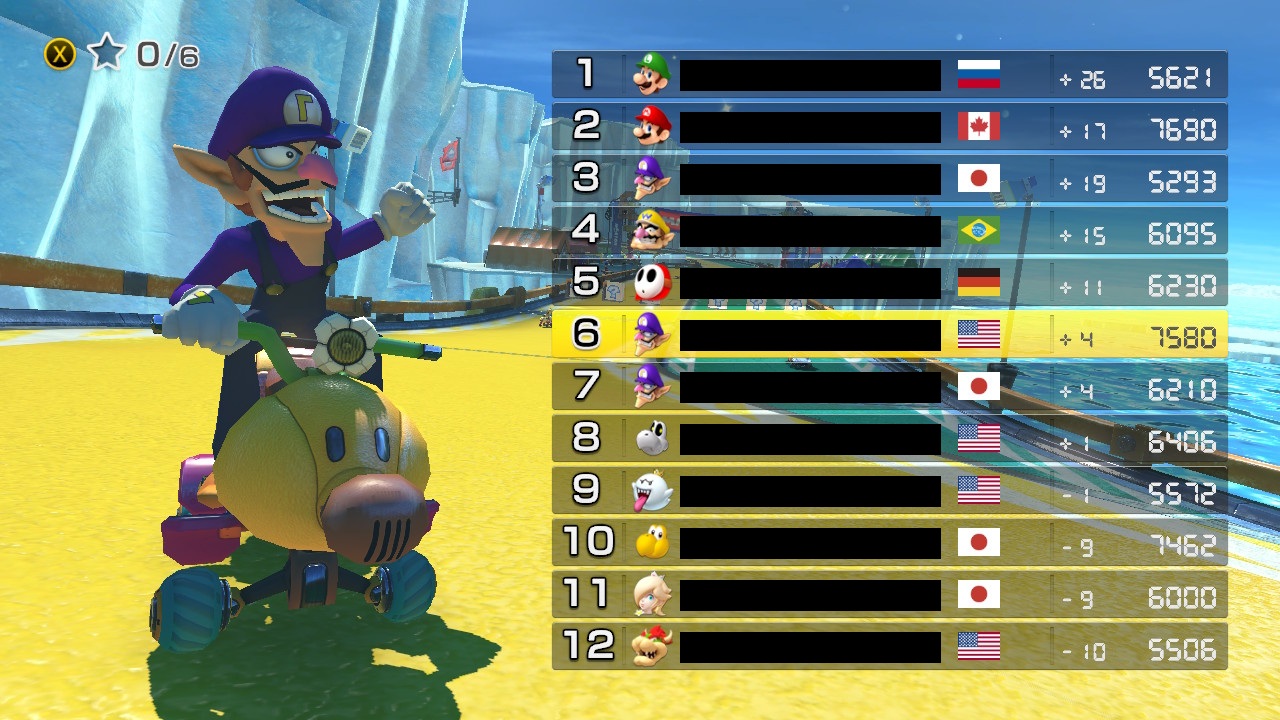 X 0/6
1 + 26 5621
2 + 17 7690
3 + 19 5293
4 + 15 6095
5 + 11 6230
6 + 4 7580
7 + 4 6210
8 + 1 6406
9 - 1 5572
10 - 9 7462
11 - 9 6000
12 - 10 5506